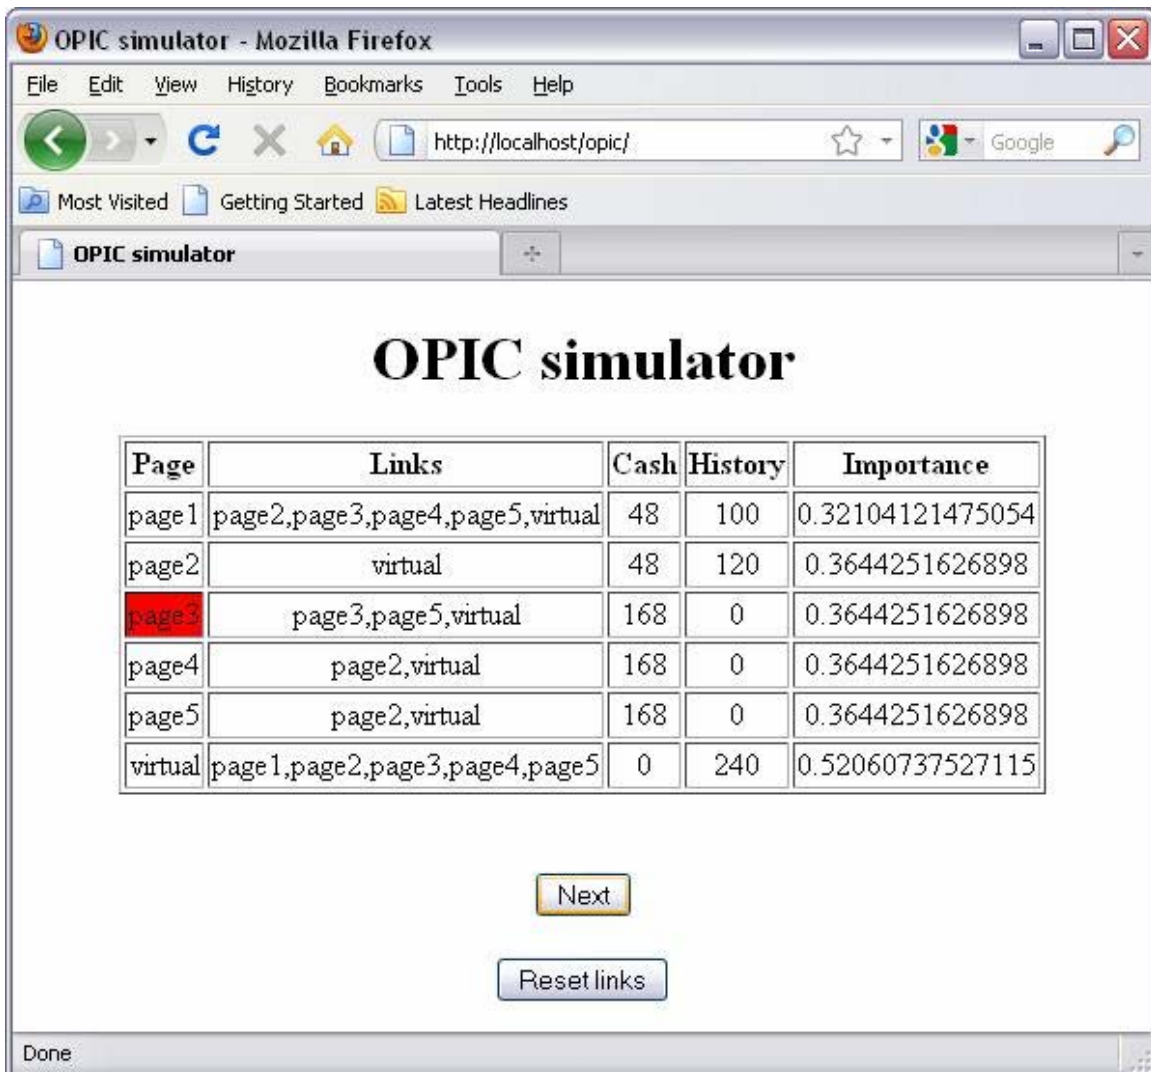 OPIC simulator - Mozilla Firefox
File Edit View History Bookmarks Tools Help
http://localhost/opic/ Google
Most Visited Getting Started Latest Headlines
OPIC simulator
OPIC simulator
Page Links Cash History Importance
page1 page2,page3,page4,page5,virtual 48 100 0.32104121475054
page2 virtual 48 120 0.3644251626898
page3 page3,page5,virtual 168 0 0.3644251626898
page4 page2,virtual 168 0 0.3644251626898
page5 page2,virtual 168 0 0.3644251626898
virtual page1,page2,page3,page4,page5 0 240 0.52060737527115
Next
Reset links
Done